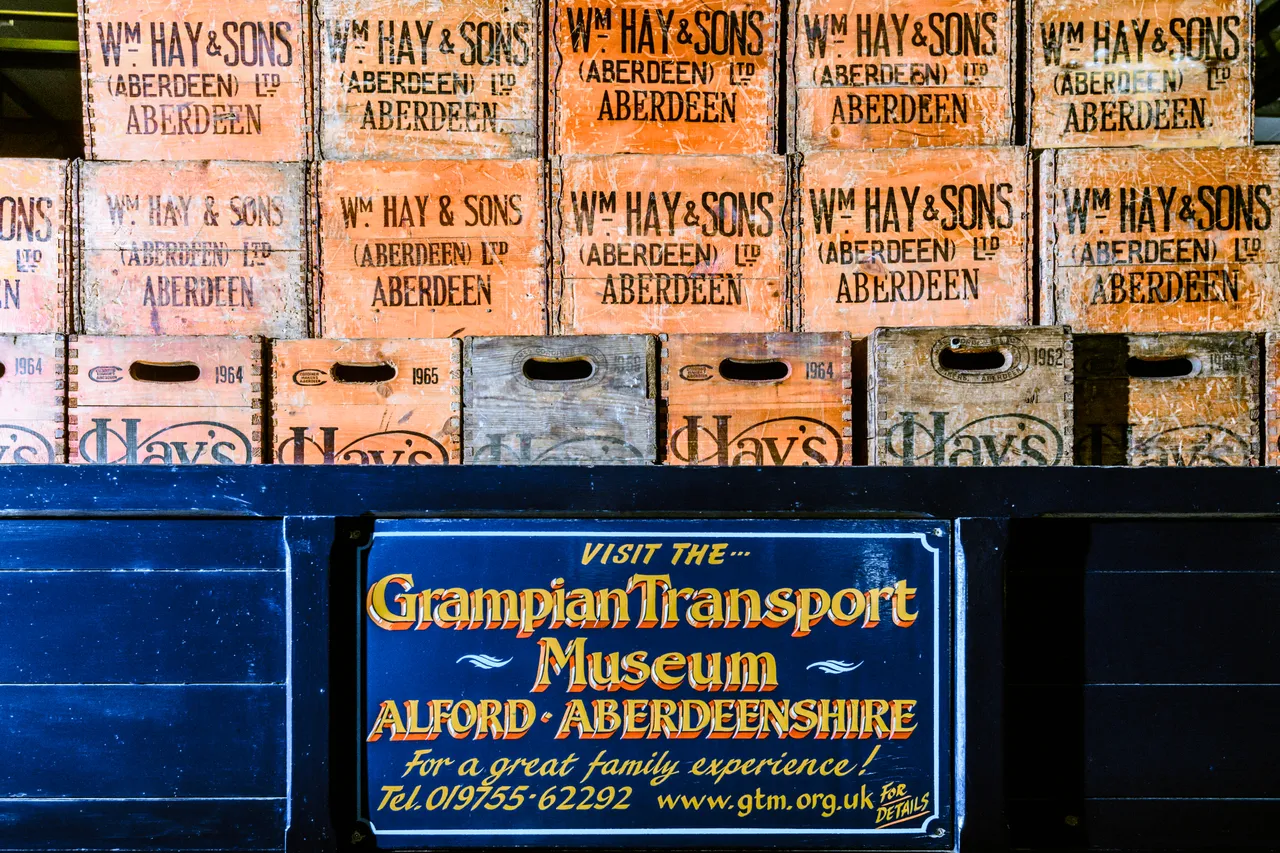 WM HAY & SONS
(ABERDEEN) LTD
ABERDEEN
WM HAY & SONS
(ABERDEEN) LTD
ABERDEEN.
WM HAY & SONS
(ABERDEEN) LTD
ABERDEEN
WM HAY & SONS
(ABERDEEN) LTD
ABERDEEN
WM HAY & SONS
(ABERDEEN) LTD
ABERDEEN.
ONS
LTD
N
WM HAY & SONS
(ABERDEEN) LTD
ABERDEEN
WM HAY & SONS
(ABERDEEN) LTD
ABERDEEN
WM HAY & SONS
(ABERDEEN) LTD
ABERDEEN
WM HAY & SONS
(ABERDEEN) LTD
ABERDEEN
WM HAY & SONS
(ABERDEEN) LTD
ABERDEEN
1964
1964
Hay's
1965
Hay's
Hay's
1964
Hay's
1962
Hay's
Hay's
VISIT THE...
Grampian Transport
Museum
ALFORD · ABERDEENSHIRE
For a great family experience!
Tel. 019755-62292 www.gtm.org.uk FOR DETAILS